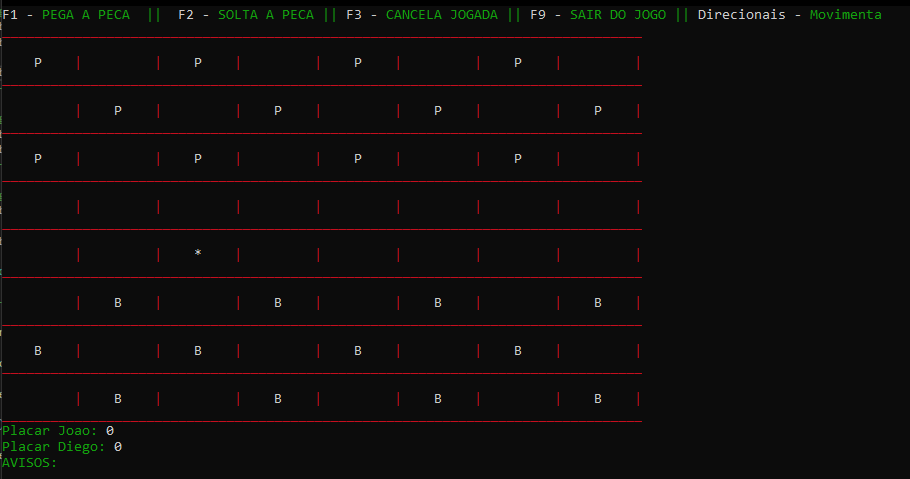 F1 - PEGA A PECA || F2 - SOLTA A PECA || F3 - CANCELA JOGADA || F9 - SAIR DO JOGO || Direcionais - Movimenta
P | | P | | P | | P | |
| P | | P | | P | | P |
P | | P | | P | | P | |
| | | | | | | |
| | * | | | | | |
| B | | B | | B | | B |
B | | B | | B | | B | |
| B | | B | | B | | B |
Placar Joao: 0
Placar Diego: 0
AVISOS: